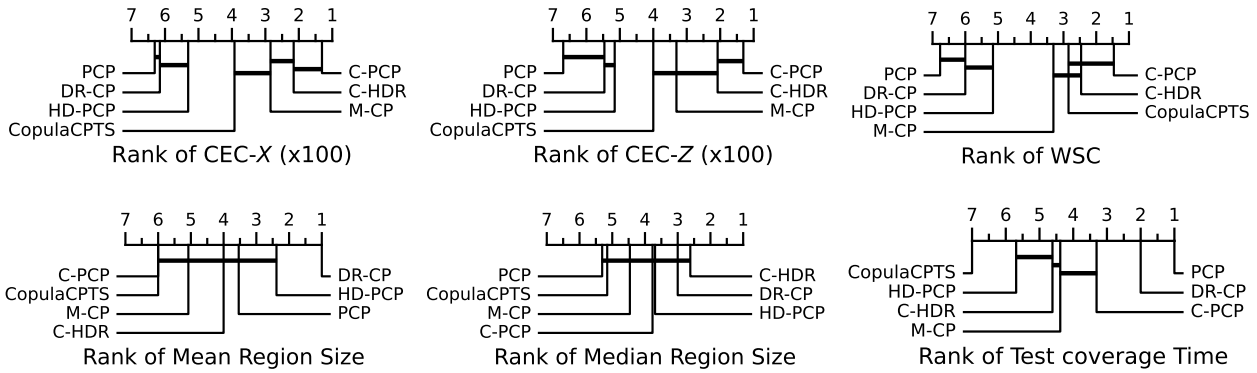 7 6 5 4 3 2 1
PCP C-PCP
DR-CP C-HDR
HD-PCP M-CP
CopulaCPTS
Rank of CEC-X (x100)
7 6 5 4 3 2 1
PCP C-PCP
DR-CP C-HDR
HD-PCP M-CP
CopulaCPTS
Rank of CEC-Z (x100)
7 6 5 4 3 2 1
PCP C-PCP
DR-CP C-HDR
HD-PCP CopulaCPTS
M-CP
Rank of WSC
7 6 5 4 3 2 1
C-PCP DR-CP
CopulaCPTS HD-PCP
M-CP PCP
C-HDR
Rank of Mean Region Size
7 6 5 4 3 2 1
PCP C-HDR
CopulaCPTS DR-CP
M-CP HD-PCP
C-PCP
Rank of Median Region Size
7 6 5 4 3 2 1
CopulaCPTS PCP
HD-PCP DR-CP
C-HDR C-PCP
M-CP
Rank of Test coverage Time